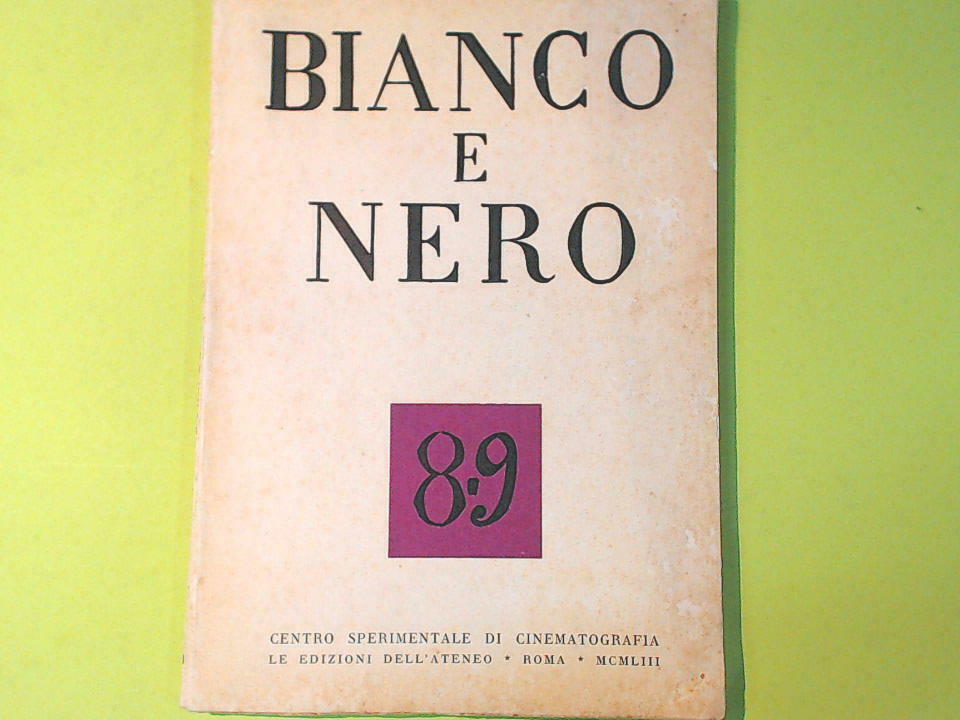 BIANCO
E
NERO
8-9
CENTRO SPERIMENTALE DI CINEMATOGRAFIA
LE EDIZIONI DELL'ATENEO ★ ROMA ★ MCMLIII